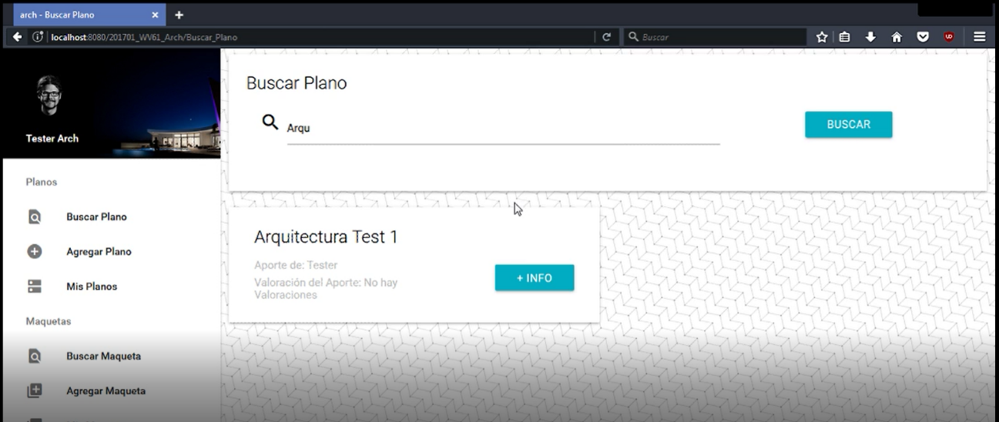 arch - Buscar Plano
localhost:8080/201701_WV61_Arch/Buscar_Plano
Buscar
Tester Arch
Planos
Buscar Plano
Agregar Plano
Mis Planos
Maquetas
Buscar Maqueta
Agregar Maqueta
Buscar Plano
Arqu
BUSCAR
Arquitectura Test 1
Aporte de: Tester
Valoración del Aporte: No hay
Valoraciones
+ INFO